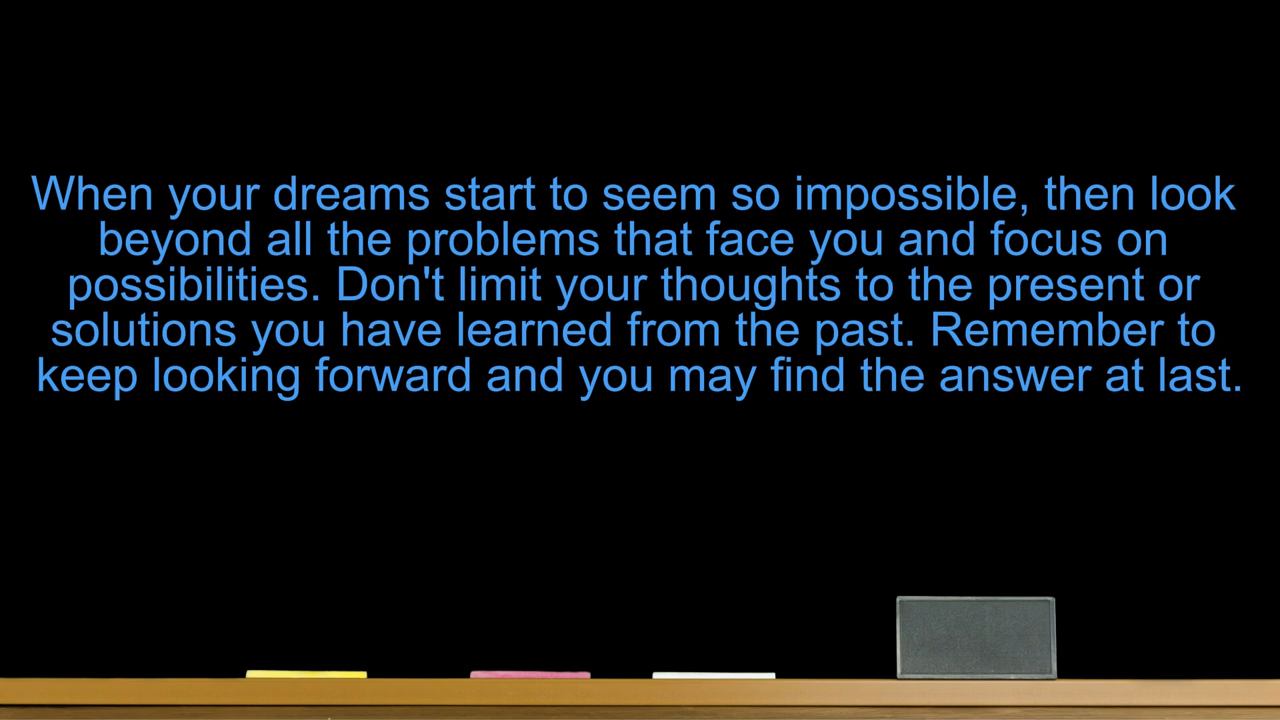 When your dreams start to seem so impossible, then look
beyond all the problems that face you and focus on
possibilities. Don't limit your thoughts to the present or
solutions you have learned from the past. Remember to
keep looking forward and you may find the answer at last.